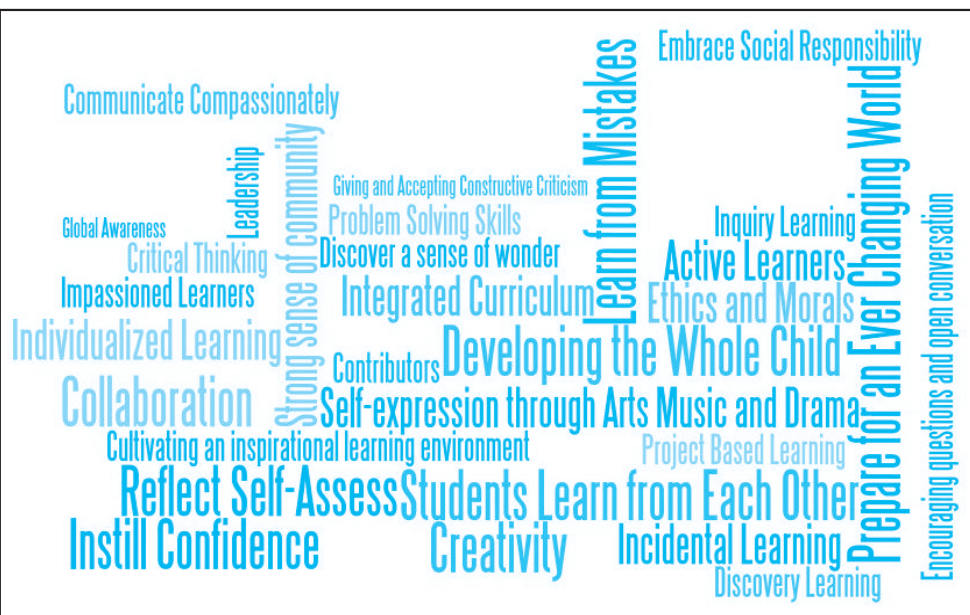 Embrace Social Responsibility
Communicate Compassionately
Learn from Mistakes
Prepare for an Ever Changing World
Strong sense of community
Leadership
Giving and Accepting Constructive Criticism
Encouraging questions and open conversation
Problem Solving Skills
Inquiry Learning
Global Awareness
Discover a sense of wonder
Critical Thinking
Active Learners
Impassioned Learners
Integrated Curriculum
Ethics and Morals
Individualized Learning
Developing the Whole Child
Contributors
Collaboration
Self-expression through Arts Music and Drama
Cultivating an inspirational learning environment
Project Based Learning
Reflect Self-Assess
Students Learn from Each Other
Instill Confidence
Creativity
Incidental Learning
Discovery Learning